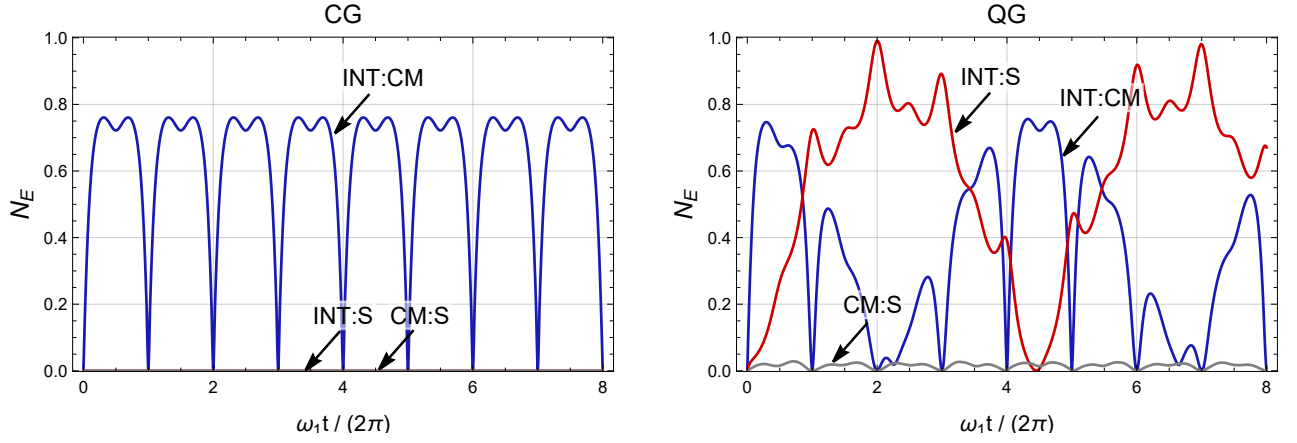 CG
1.0
0.8
0.6
0.4
0.2
0.0
N_E
INT:CM
INT:S
CM:S
0
2
4
6
8
ω₁t / (2π)
QG
1.0
0.8
0.6
0.4
0.2
0.0
N_E
INT:S
INT:CM
CM:S
0
2
4
6
8
ω₁t / (2π)